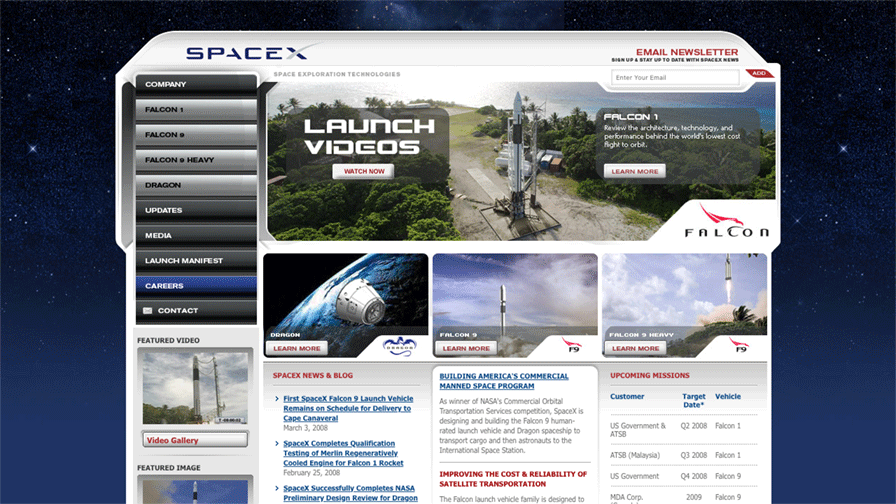 SPACEX
EMAIL NEWSLETTER
SIGN UP & STAY UP TO DATE WITH SPACEX NEWS
SPACE EXPLORATION TECHNOLOGIES
Enter Your Email
ADD
COMPANY
FALCON 1
FALCON 9
FALCON 9 HEAVY
DRAGON
UPDATES
MEDIA
LAUNCH MANIFEST
CAREERS
CONTACT
LAUNCH
VIDEOS
WATCH NOW
FALCON 1
Review the architecture, technology, and
performance behind the world's lowest cost
flight to orbit.
LEARN MORE
FALCON
DRAGON
LEARN MORE
DRAGON
FALCON 9
LEARN MORE
F9
FALCON 9 HEAVY
LEARN MORE
F9
FEATURED VIDEO
Video Gallery
FEATURED IMAGE
SPACEX NEWS & BLOG
First SpaceX Falcon 9 Launch Vehicle
Remains on Schedule for Delivery to
Cape Canaveral
March 3, 2008
SpaceX Completes Qualification
Testing of Merlin Regeneratively
Cooled Engine for Falcon 1 Rocket
February 25, 2008
SpaceX Successfully Completes NASA
Preliminary Design Review for Dragon
BUILDING AMERICA'S COMMERCIAL
MANNED SPACE PROGRAM
As winner of NASA's Commercial Orbital
Transportation Services competition, SpaceX is
designing and building the Falcon 9 human-
rated launch vehicle and Dragon spaceship to
transport cargo and then astronauts to the
International Space Station.
IMPROVING THE COST & RELIABILITY OF
SATELLITE TRANSPORTATION
The Falcon launch vehicle family is designed to
UPCOMING MISSIONS
Customer Target Date* Vehicle
US Government & ATSB Q2 2008 Falcon 1
ATSB (Malaysia) Q3 2008 Falcon 1
US Government Q4 2008 Falcon 9
MDA Corp. 2009 Falcon 1